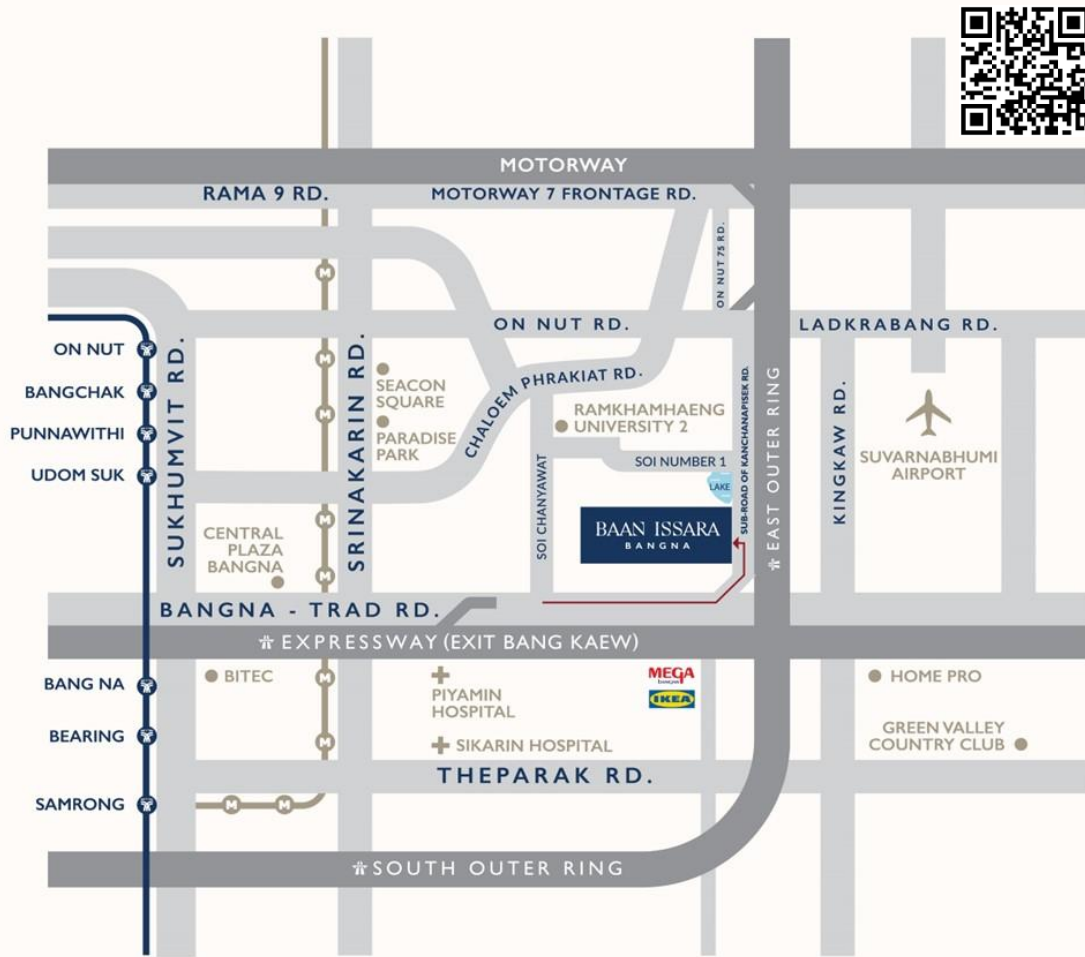 MOTORWAY
RAMA 9 RD.
MOTORWAY 7 FRONTAGE RD.
ON NUT 75 RD.
ON NUT RD.
LADKRABANG RD.
ON NUT
BANGCHAK
PUNNAWITHI
UDOM SUK
SUKHUMVIT RD.
SRINAKARIN RD.
SEACON
SQUARE
PARADISE
PARK
CHALOEM PHRAKIAT RD.
RAMKHAMHAENG
UNIVERSITY 2
SOI NUMBER 1
LAKE
SUB-ROAD OF KANCHANAPISEK RD.
EAST OUTER RING
KINGKAW RD.
SUVARNABHUMI
AIRPORT
CENTRAL
PLAZA
BANGNA
SOI CHANYAWAT
BAAN ISSARA
BANGNA
BANGNA - TRAD RD.
EXPRESSWAY (EXIT BANG KAEW)
BANG NA
BEARING
SAMRONG
BITEC
PIYAMIN
HOSPITAL
SIKARIN HOSPITAL
MEGA
IKEA
HOME PRO
GREEN VALLEY
COUNTRY CLUB
THEPARAK RD.
M
M
M
M
M
M
M
M
M
SOUTH OUTER RING